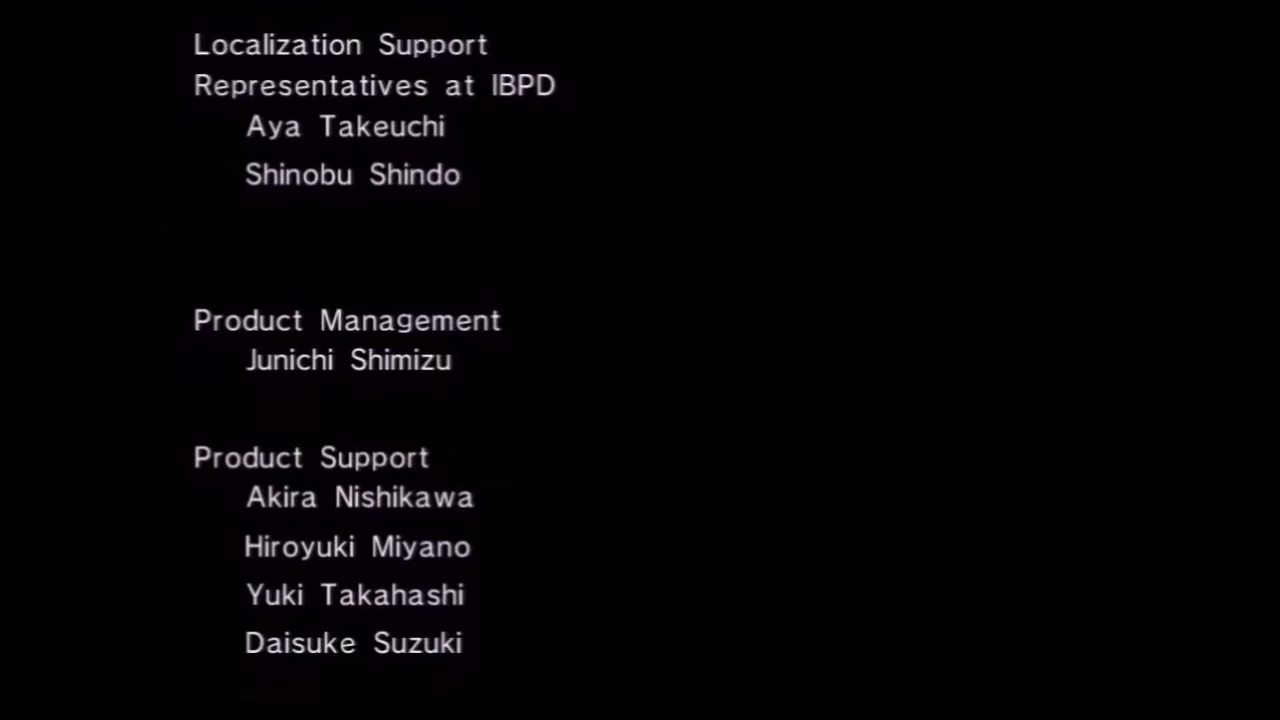 Localization Support
Representatives at IBPD
Aya Takeuchi
Shinobu Shindo
Product Management
Junichi Shimizu
Product Support
Akira Nishikawa
Hiroyuki Miyano
Yuki Takahashi
Daisuke Suzuki